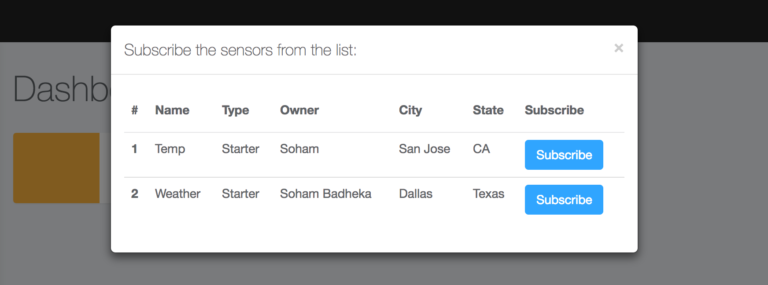 Subscribe the sensors from the list: ×
Dashb
# Name Type Owner City State Subscribe
1 Temp Starter Soham San Jose CA Subscribe
2 Weather Starter Soham Badheka Dallas Texas Subscribe